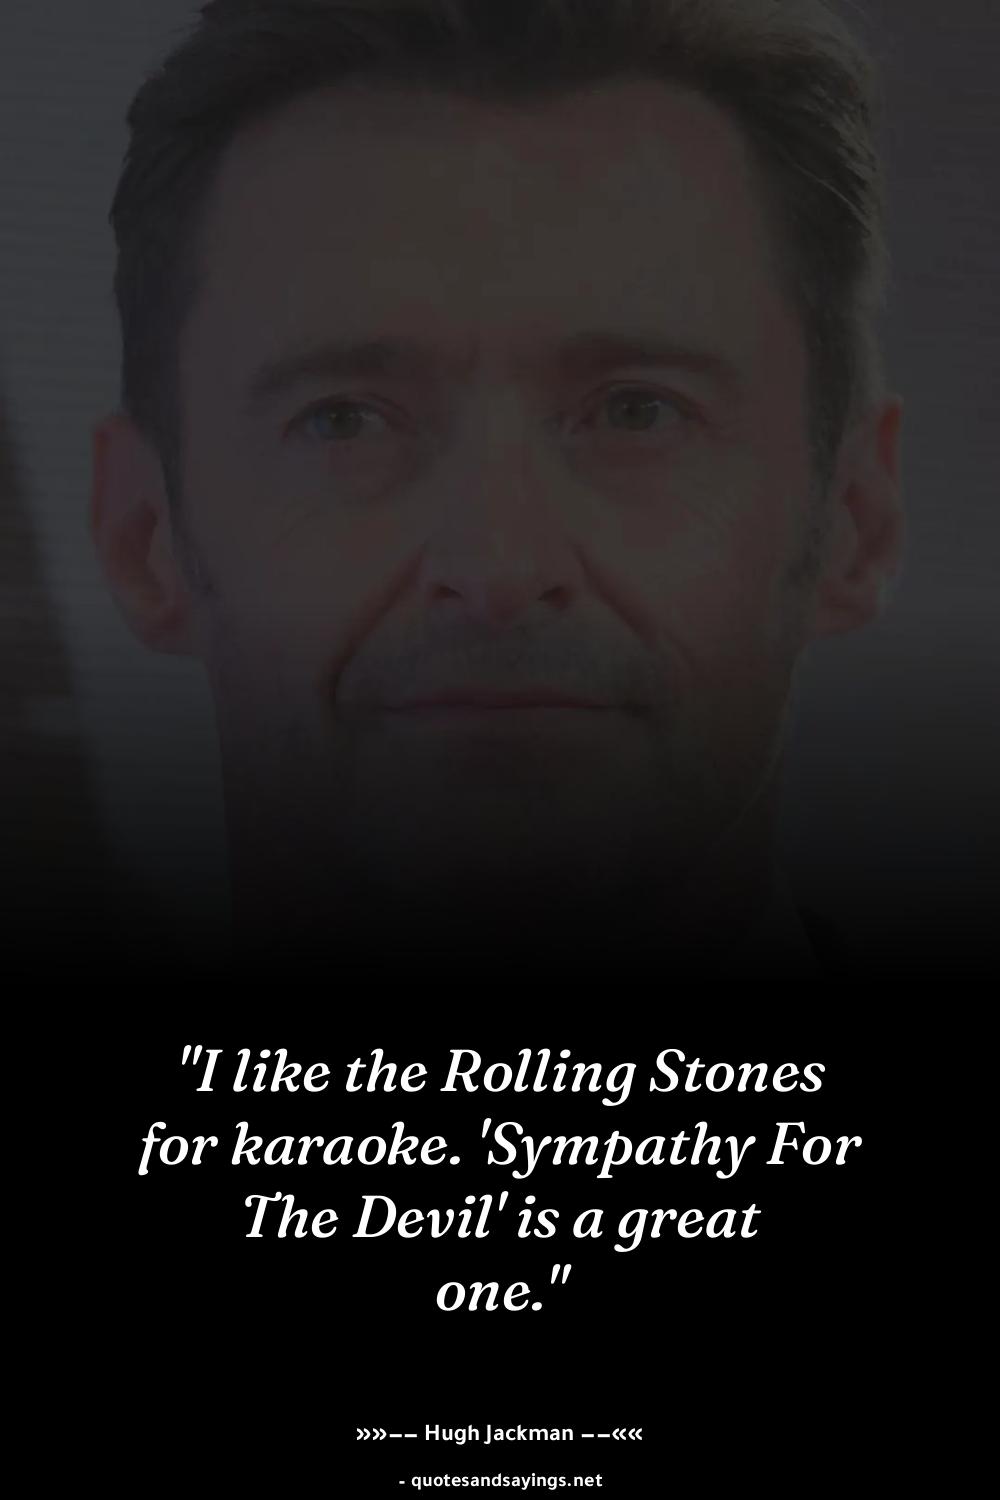 "I like the Rolling Stones
for karaoke. 'Sympathy For
The Devil' is a great
one."
»»–– Hugh Jackman ––««
- quotesandsayings.net